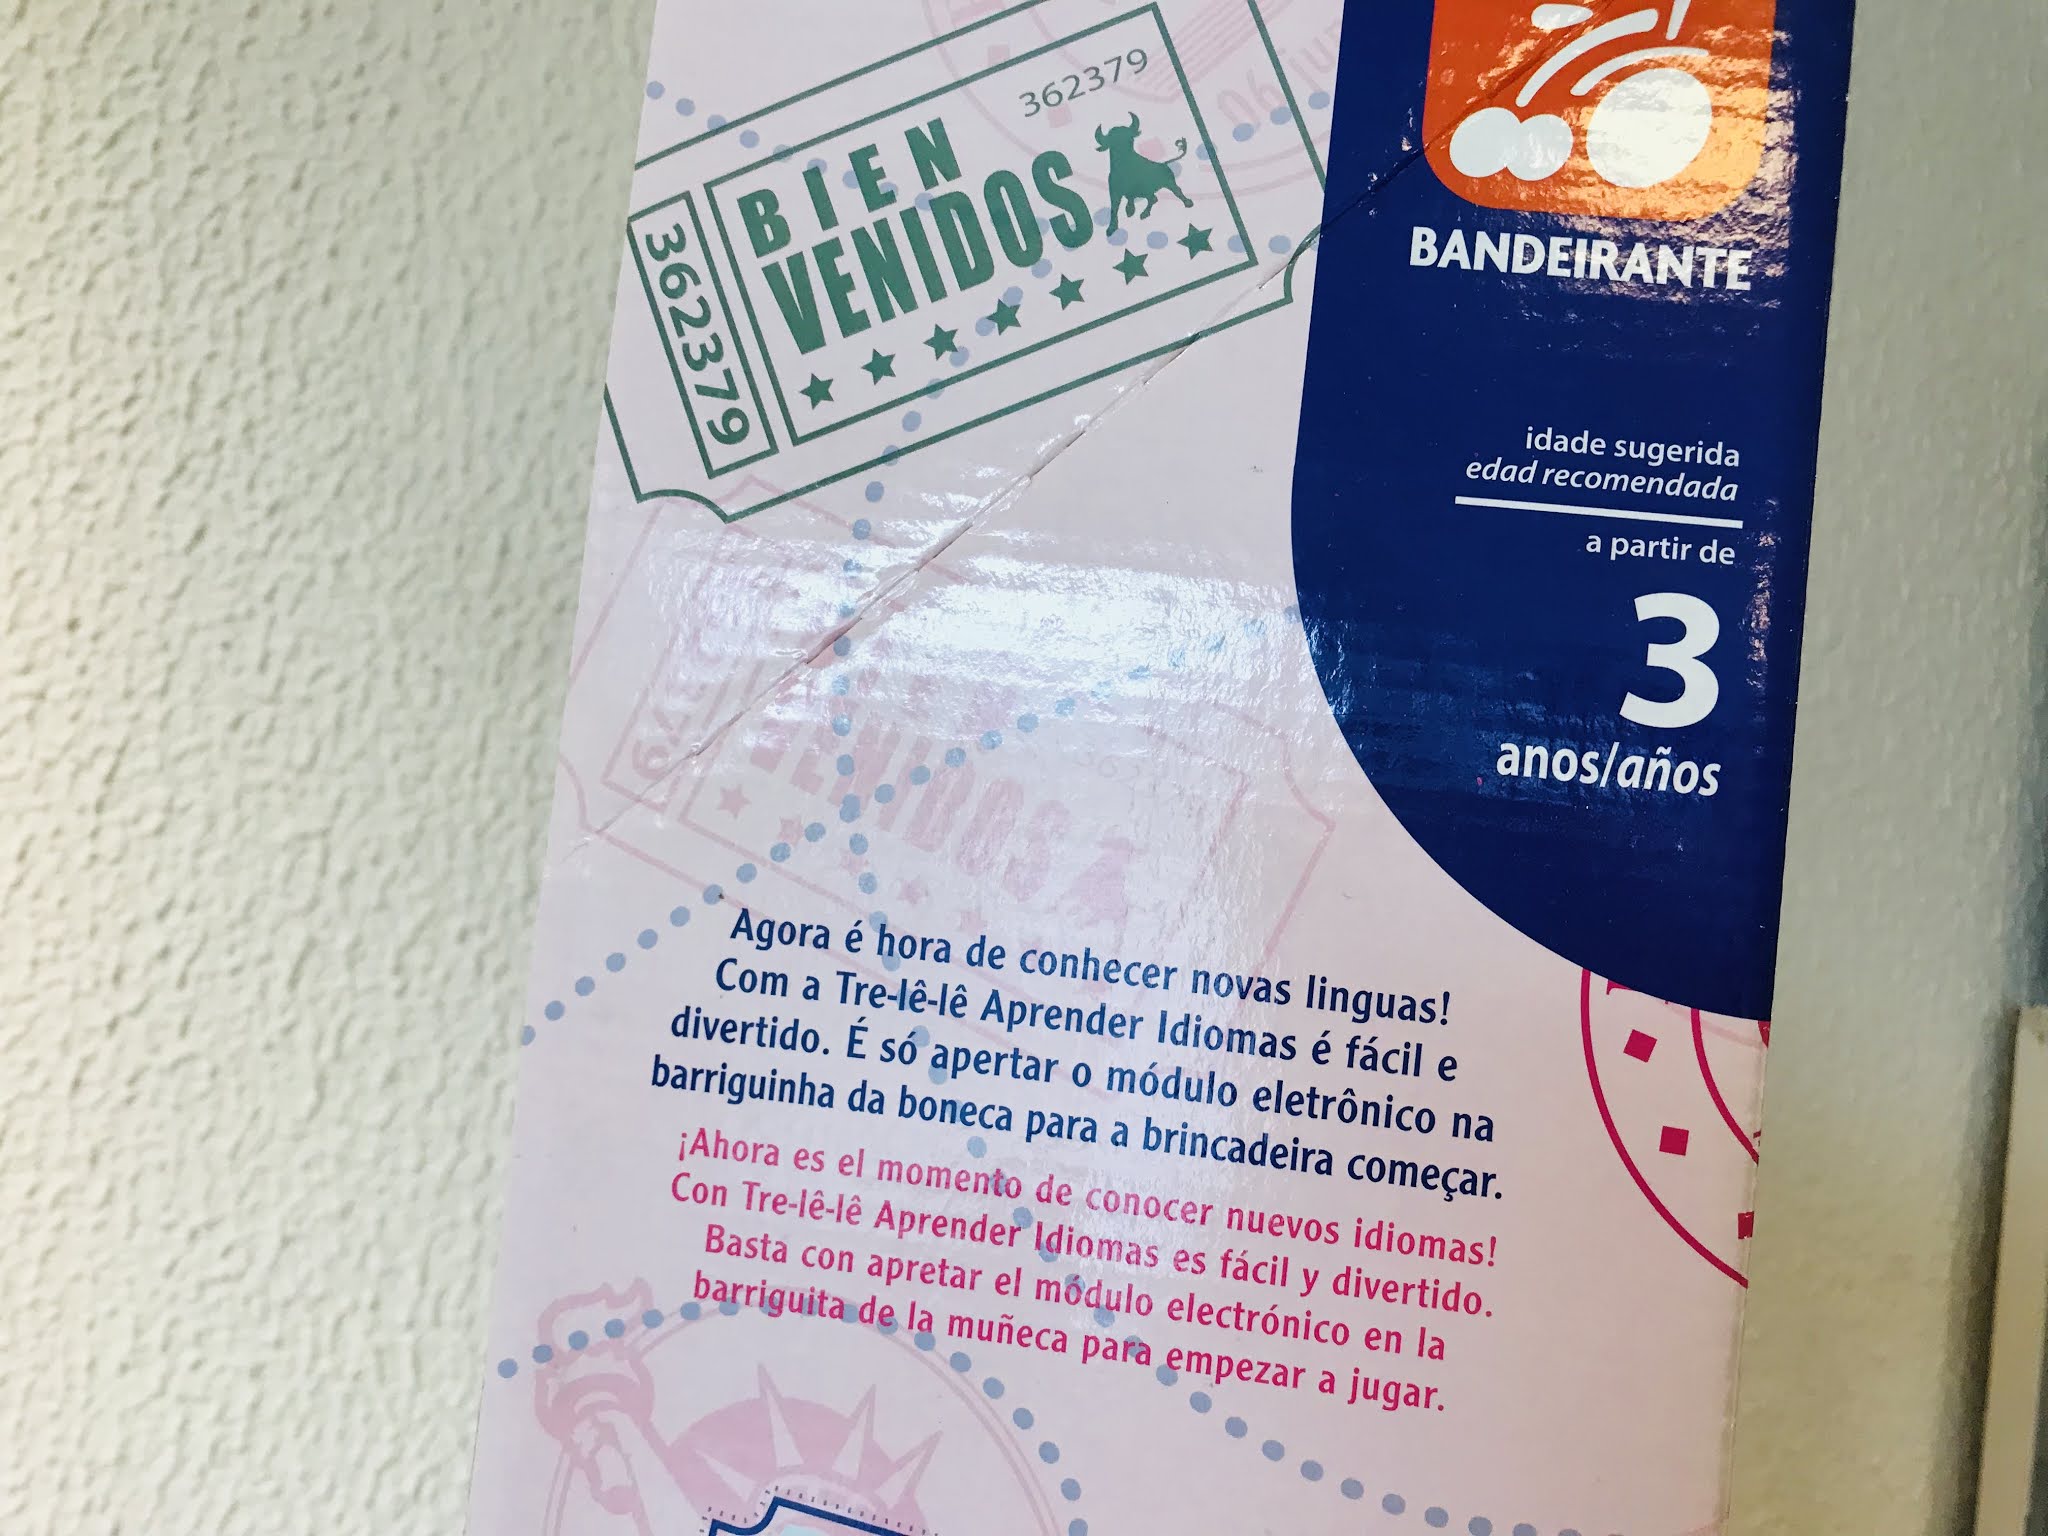 362379
BIEN
VENIDOS
362379
BANDEIRANTE
idade sugerida
edad recomendada
a partir de
3
anos/años
VENIDOS
Agora é hora de conhecer novas linguas!
Com a Tre-lê-lê Aprender Idiomas é fácil e
divertido. É só apertar o módulo eletrônico na
barriguinha da boneca para a brincadeira começar.
¡Ahora es el momento de conocer nuevos idiomas!
Con Tre-lê-lê Aprender Idiomas es fácil y divertido.
Basta con apretar el módulo electrónico en la
barriguita de la muñeca para empezar a jugar.